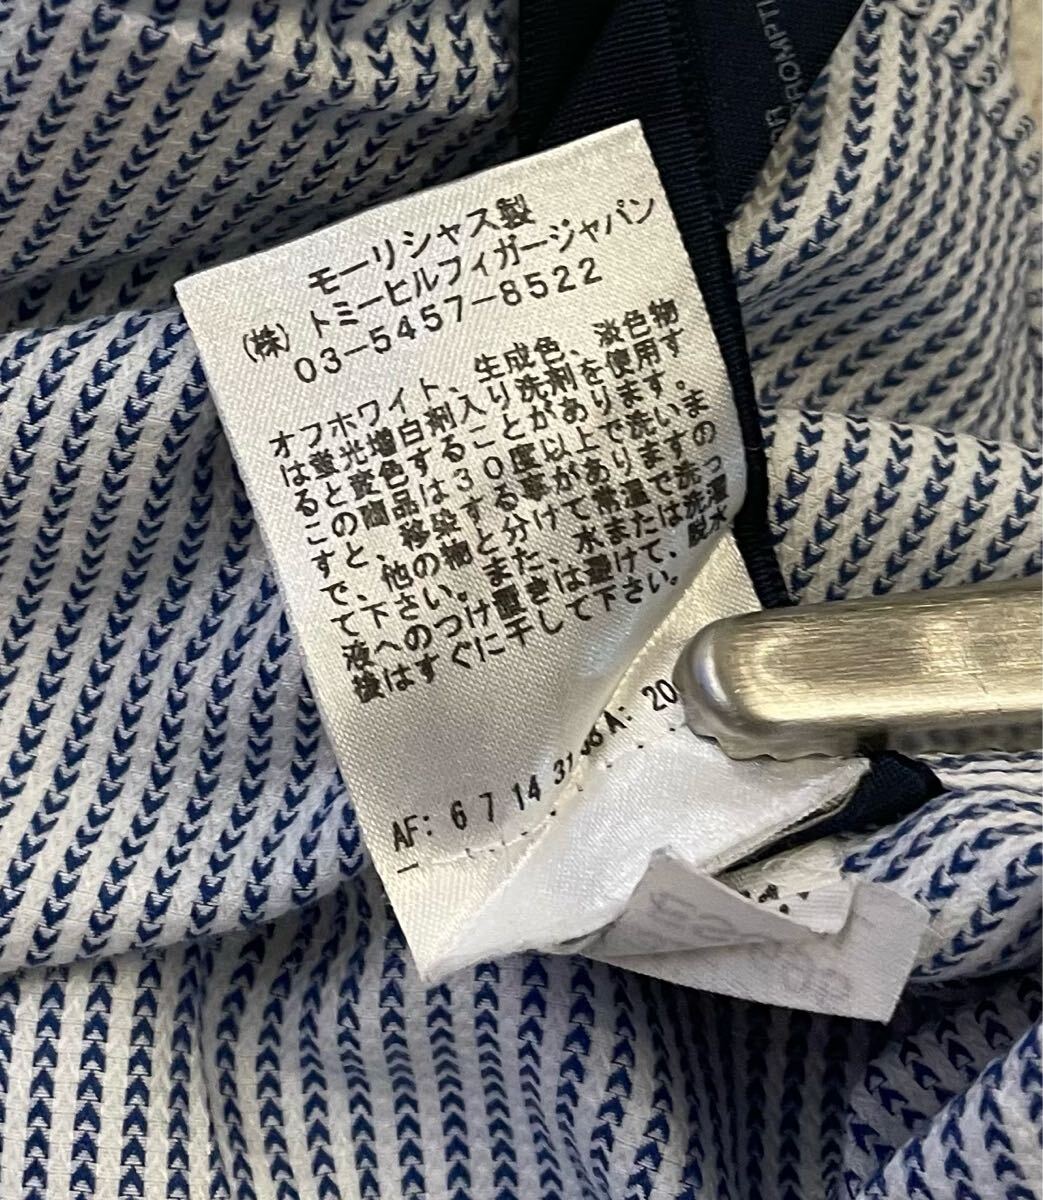 モーリシャス製
(株)トミーヒルフィガージャパン
03-5457-8522
オフホワイト、生成色、淡色物
は蛍光増白剤入り洗剤を使用す
ると変色することがあります。
この商品は30度以上で洗いま
すと、移染する事がありますの
で、他の物と分けて常温で洗っ
て下さい。また、水または洗濯
液へのつけ置きは避けて、脱水
後はすぐに干して下さい。
AF: 6 7 14 31 A: 20